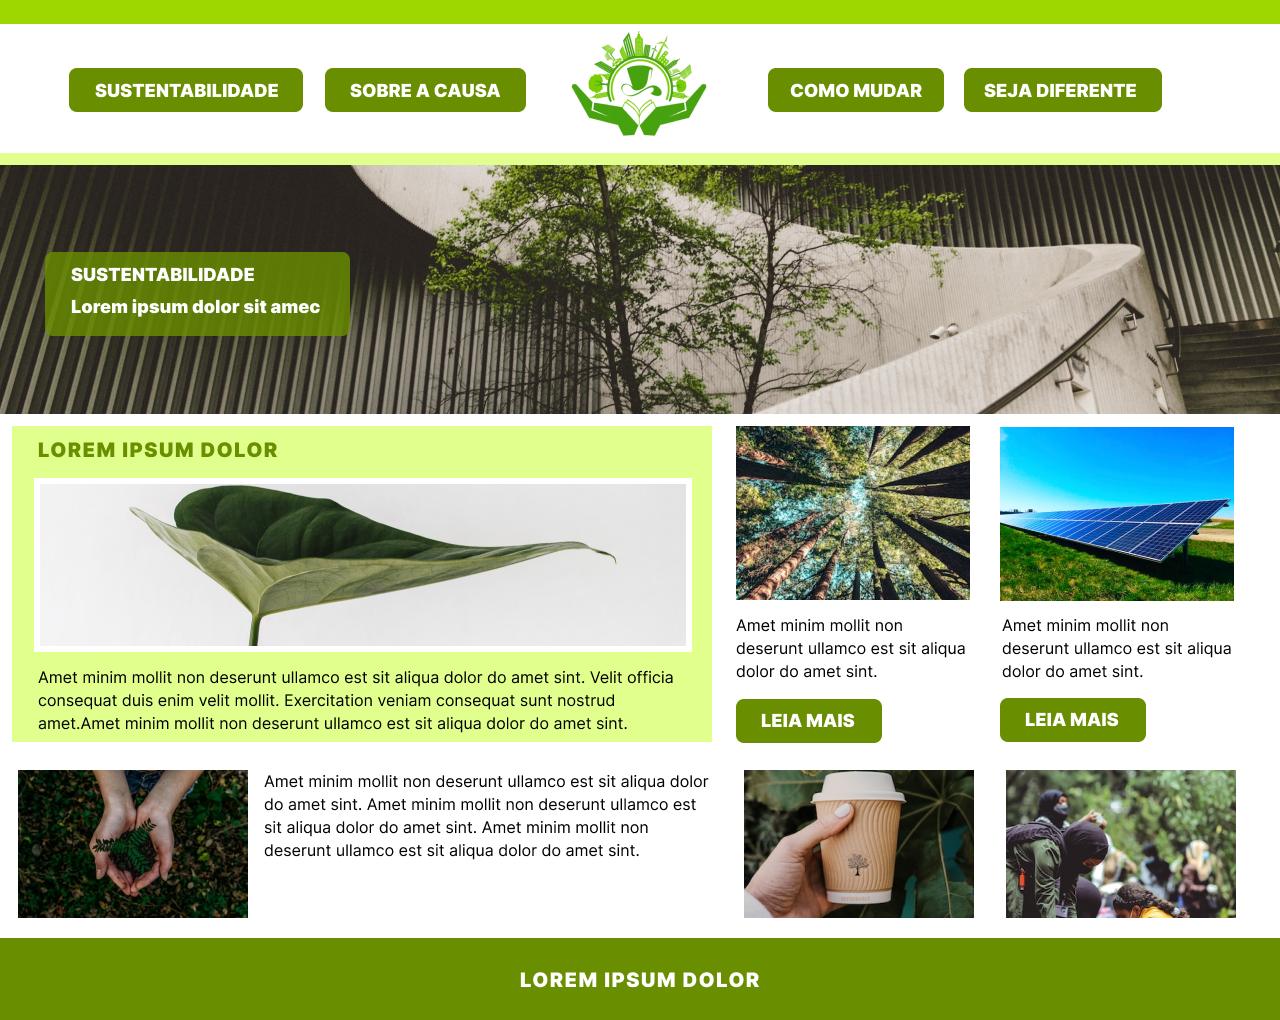 SUSTENTABILIDADE
SOBRE A CAUSA
COMO MUDAR
SEJA DIFERENTE
SUSTENTABILIDADE
Lorem ipsum dolor sit amec
LOREM IPSUM DOLOR
Amet minim mollit non deserunt ullamco est sit aliqua dolor do amet sint. Velit officia
consequat duis enim velit mollit. Exercitation veniam consequat sunt nostrud
amet.Amet minim mollit non deserunt ullamco est sit aliqua dolor do amet sint.
Amet minim mollit non
deserunt ullamco est sit aliqua
dolor do amet sint.
LEIA MAIS
Amet minim mollit non
deserunt ullamco est sit aliqua
dolor do amet sint.
LEIA MAIS
Amet minim mollit non deserunt ullamco est sit aliqua dolor
do amet sint. Amet minim mollit non deserunt ullamco est
sit aliqua dolor do amet sint. Amet minim mollit non
deserunt ullamco est sit aliqua dolor do amet sint.
LOREM IPSUM DOLOR